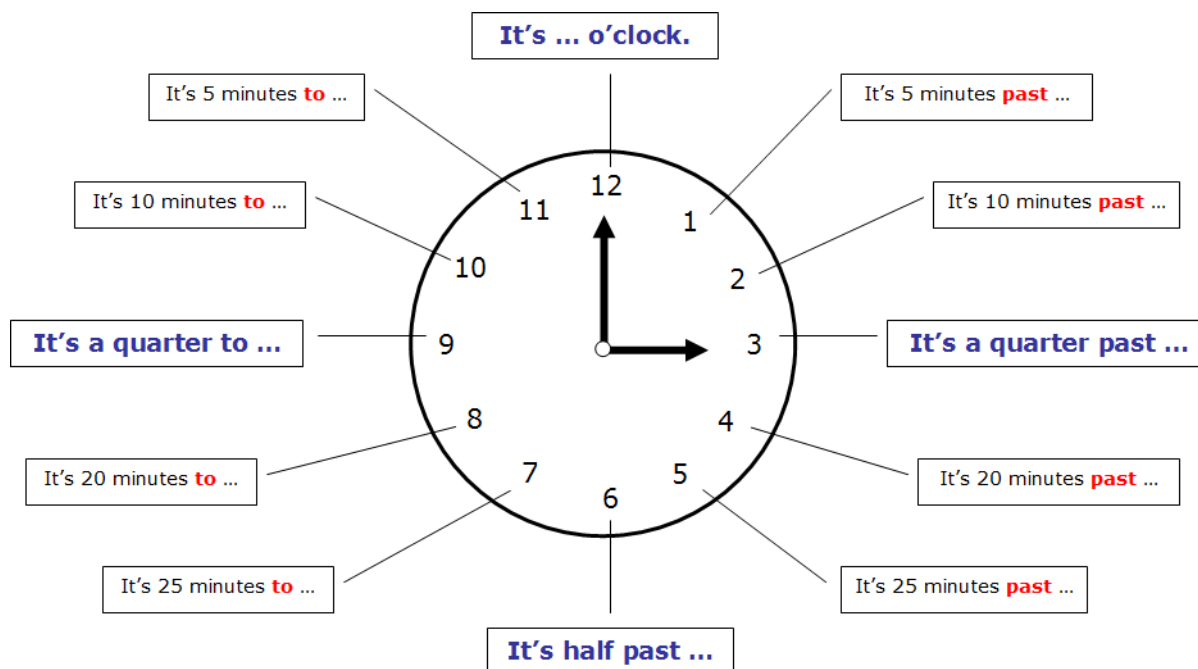 It's ... o'clock.
It's 5 minutes to ...
It's 5 minutes past ...
It's 10 minutes to ...
It's 10 minutes past ...
It's a quarter to ...
It's a quarter past ...
It's 20 minutes to ...
It's 20 minutes past ...
It's 25 minutes to ...
It's 25 minutes past ...
It's half past ...
12
1
2
3
4
5
6
7
8
9
10
11